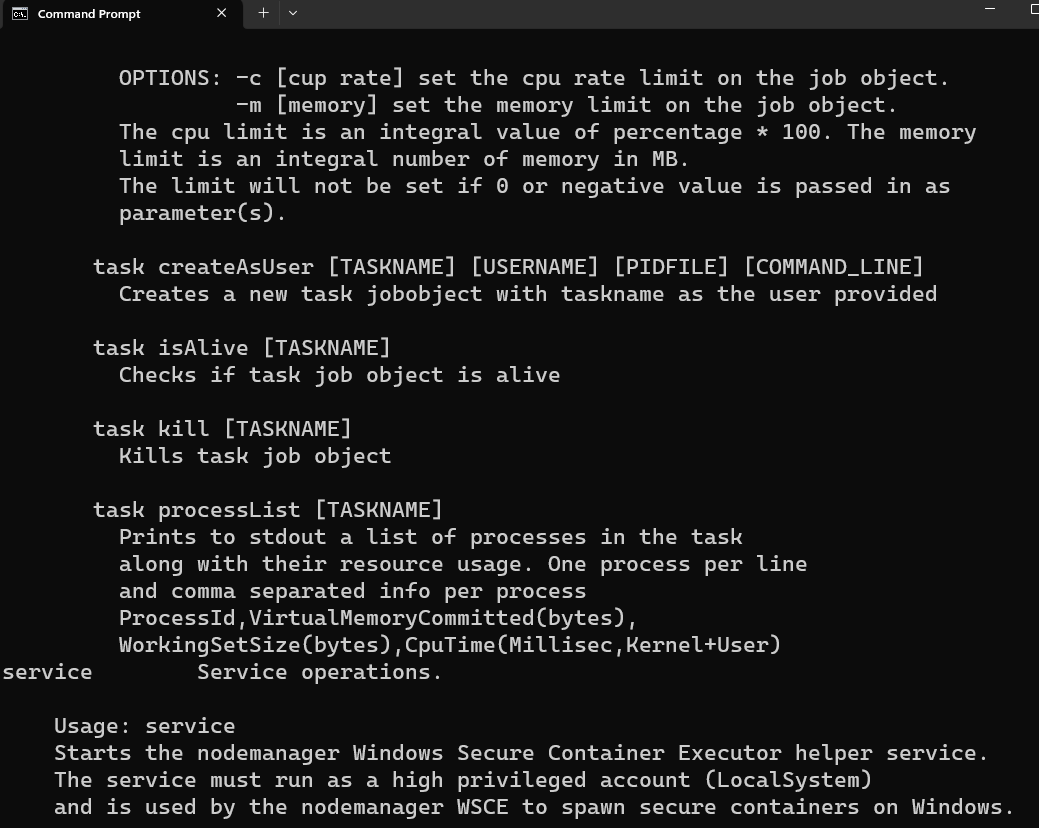 Command Prompt
OPTIONS: -c [cup rate] set the cpu rate limit on the job object.
-m [memory] set the memory limit on the job object.
The cpu limit is an integral value of percentage * 100. The memory
limit is an integral number of memory in MB.
The limit will not be set if 0 or negative value is passed in as
parameter(s).
task createAsUser [TASKNAME] [USERNAME] [PIDFILE] [COMMAND_LINE]
Creates a new task jobobject with taskname as the user provided
task isAlive [TASKNAME]
Checks if task job object is alive
task kill [TASKNAME]
Kills task job object
task processList [TASKNAME]
Prints to stdout a list of processes in the task
along with their resource usage. One process per line
and comma separated info per process
ProcessId,VirtualMemoryCommitted(bytes),
WorkingSetSize(bytes),CpuTime(Millisec,Kernel+User)
service Service operations.
Usage: service
Starts the nodemanager Windows Secure Container Executor helper service.
The service must run as a high privileged account (LocalSystem)
and is used by the nodemanager WSCE to spawn secure containers on Windows.